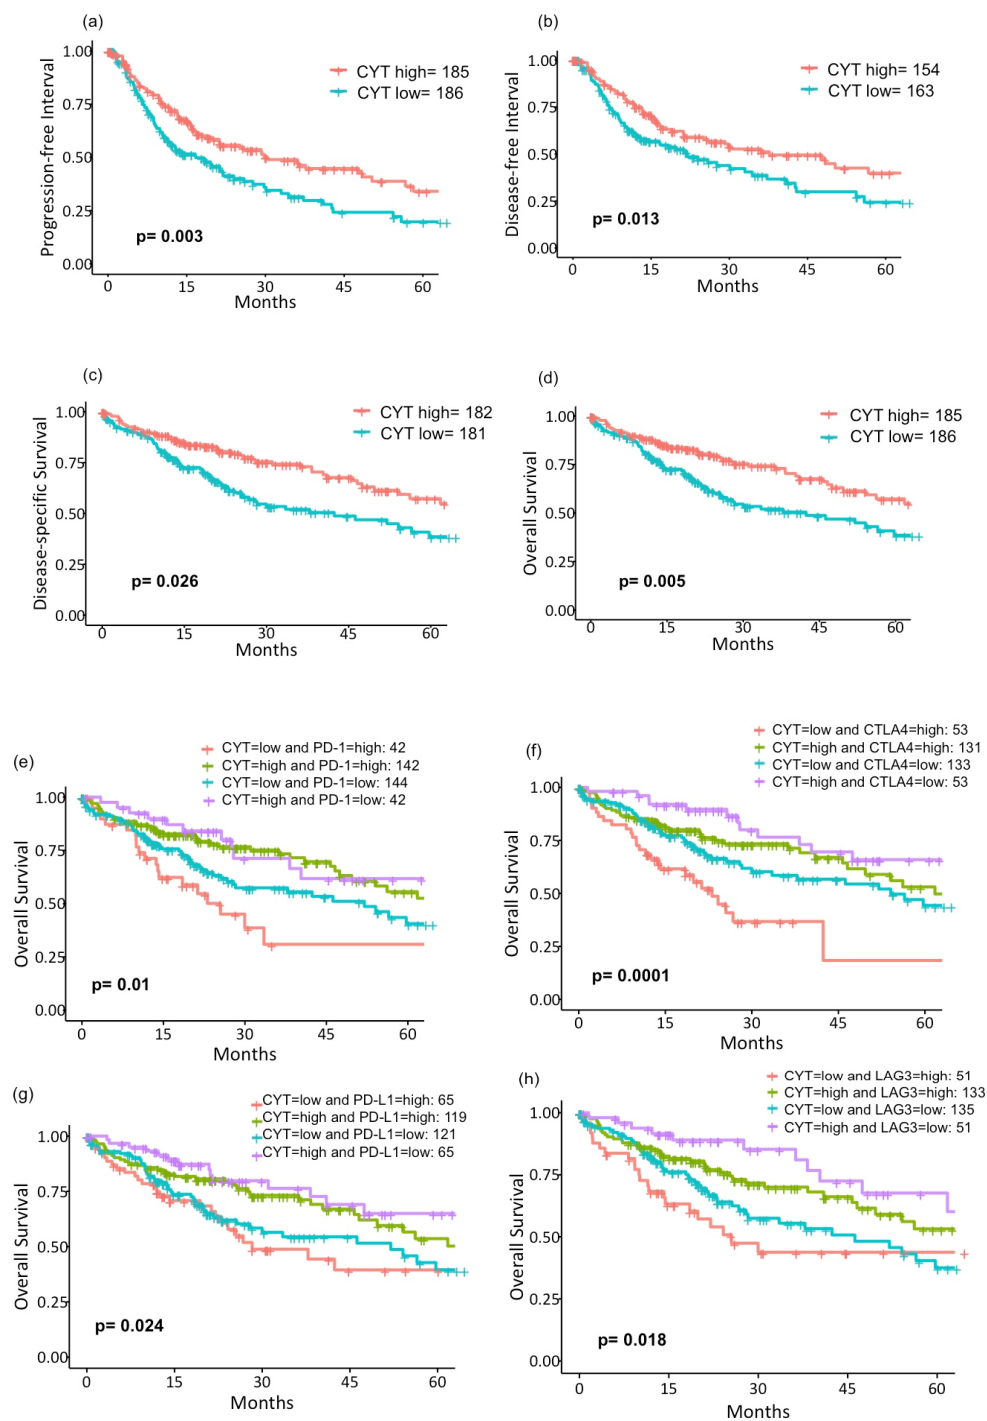 (a)
1.00
0.75
0.50
0.25
0.00
Progression-free Interval
CYT high= 185
CYT low= 186
p= 0.003
0 15 30 45 60
Months
(b)
1.00
0.75
0.50
0.25
0.00
Disease-free Interval
CYT high= 154
CYT low= 163
p= 0.013
0 15 30 45 60
Months
(c)
1.00
0.75
0.50
0.25
0.00
Disease-specific Survival
CYT high= 182
CYT low= 181
p= 0.026
0 15 30 45 60
Months
(d)
1.00
0.75
0.50
0.25
0.00
Overall Survival
CYT high= 185
CYT low= 186
p= 0.005
0 15 30 45 60
Months
(e)
CYT=low and PD-1=high: 42
CYT=high and PD-1=high: 142
CYT=low and PD-1=low: 144
CYT=high and PD-1=low: 42
1.00
0.75
0.50
0.25
0.00
Overall Survival
p= 0.01
0 15 30 45 60
Months
(f)
CYT=low and CTLA4=high: 53
CYT=high and CTLA4=high: 131
CYT=low and CTLA4=low: 133
CYT=high and CTLA4=low: 53
1.00
0.75
0.50
0.25
0.00
Overall Survival
p= 0.0001
0 15 30 45 60
Months
(g)
CYT=low and PD-L1=high: 65
CYT=high and PD-L1=high: 119
CYT=low and PD-L1=low: 121
CYT=high and PD-L1=low: 65
1.00
0.75
0.50
0.25
0.00
Overall Survival
p= 0.024
0 15 30 45 60
Months
(h)
CYT=low and LAG3=high: 51
CYT=high and LAG3=high: 133
CYT=low and LAG3=low: 135
CYT=high and LAG3=low: 51
1.00
0.75
0.50
0.25
0.00
Overall Survival
p= 0.018
0 15 30 45 60
Months